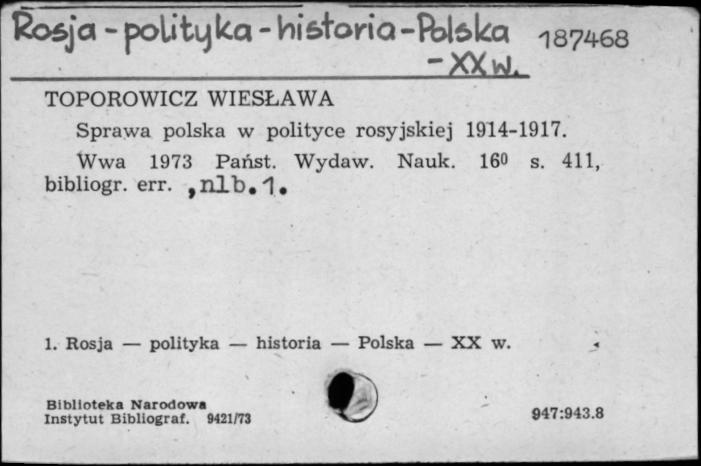 Rosja-polityka-historia-Polska 187468
-XXw.
TOPOROWICZ WIESŁAWA
Sprawa polska w polityce rosyjskiej 1914-1917.
Wwa 1973 Państ. Wydaw. Nauk. 16⁰ s. 411,
bibliogr. err. ,nlb.1.
1. Rosja — polityka — historia — Polska — XX w.
Biblioteka Narodowa
Instytut Bibliograf. 9421/73 947:943.8